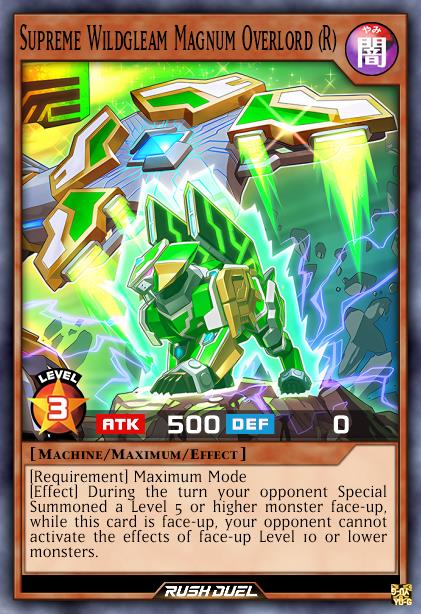 SUPREME WILDGLEAM MAGNUM OVERLORD (R)
やみ
闇
LEVEL
3
ATK 500 DEF 0
[MACHINE/MAXIMUM/EFFECT]
[Requirement] Maximum Mode
[Effect] During the turn your opponent Special
Summoned a Level 5 or higher monster face-up,
while this card is face-up, your opponent cannot
activate the effects of face-up Level 10 or lower
monsters.
RUSH DUEL